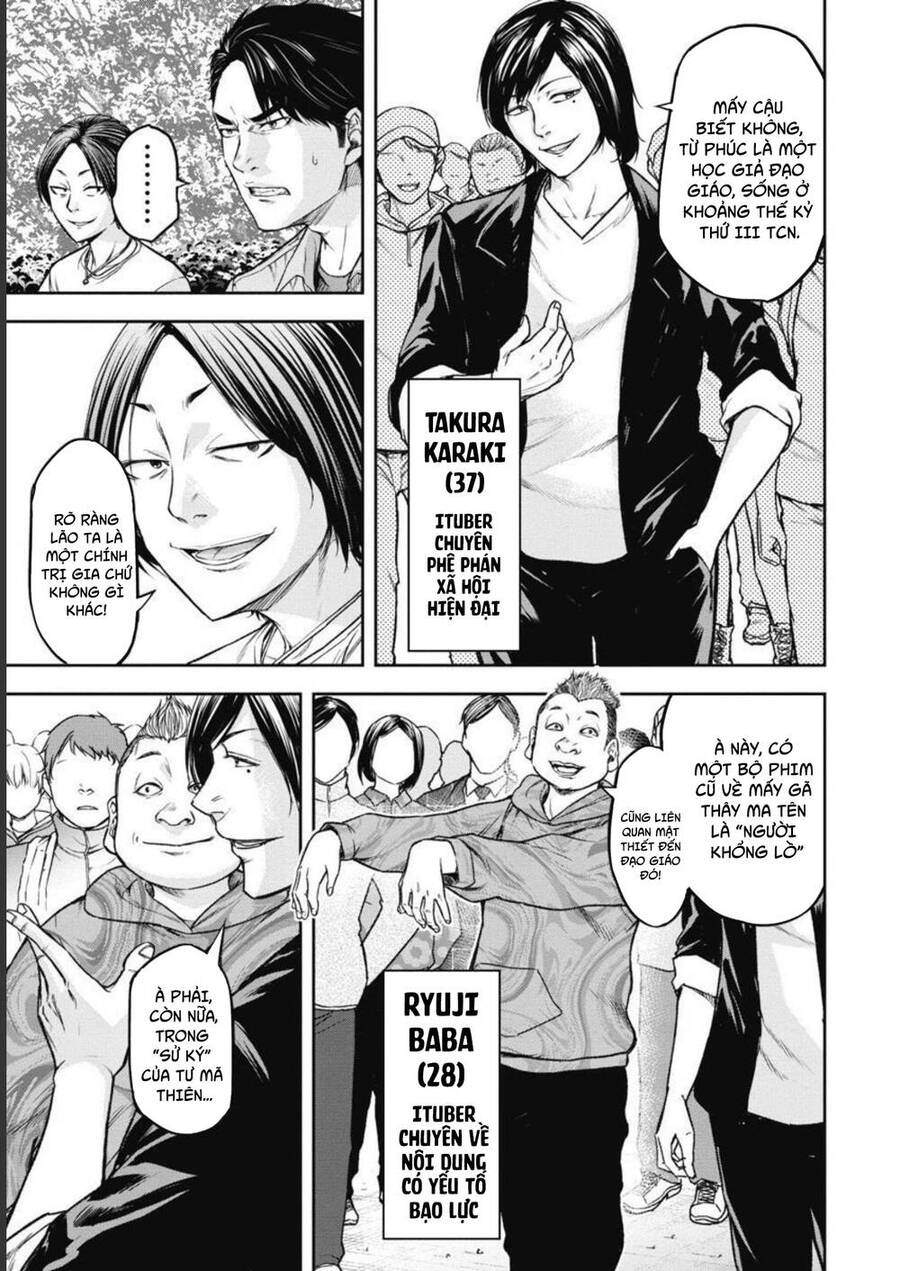 MẤY CẬU
BIẾT KHÔNG,
TỪ PHÚC LÀ MỘT
HỌC GIẢ ĐẠO
GIÁO, SỐNG Ở
KHOẢNG THẾ KỶ
THỨ III TCN.
TAKURA
KARAKI
(37)
ITUBER
CHUYÊN
PHÊ PHÁN
XÃ HỘI
HIỆN ĐẠI
......
RÕ RÀNG
LÃO TA LÀ
MỘT CHÍNH
TRỊ GIA CHỨ
KHÔNG GÌ
KHÁC!
À NÀY, CÓ
MỘT BỘ PHIM
CŨ VỀ MẤY GÃ
THÂY MA TÊN
LÀ "NGƯỜI
KHỔNG LỒ"
CŨNG LIÊN
QUAN MẬT
THIẾT ĐẾN
ĐẠO GIÁO
ĐÓ!
RYUJI
BABA
(28)
ITUBER
CHUYÊN VỀ
NỘI DUNG
CÓ YẾU TỐ
BẠO LỰC
À PHẢI,
CÒN NỮA,
TRONG
"SỬ KÝ"
CỦA TƯ MÃ
THIÊN...